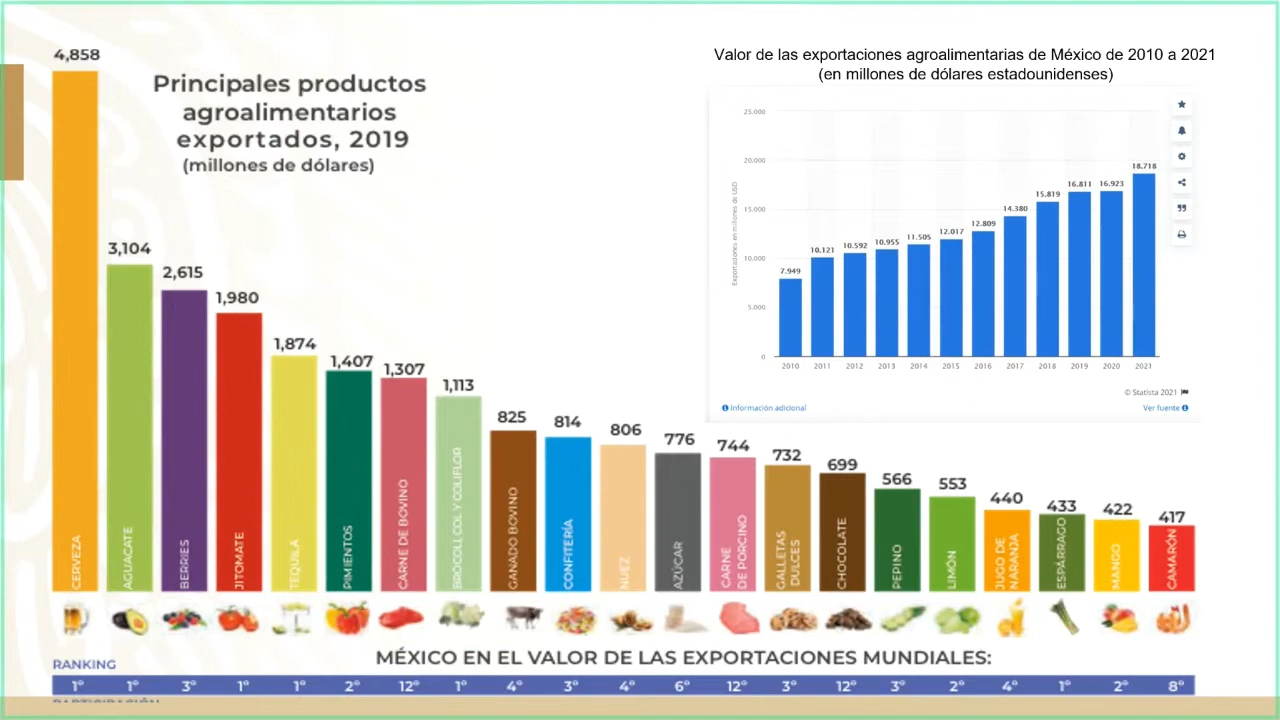 4,858
Principales productos
agroalimentarios
exportados, 2019
(millones de dólares)
3,104
2,615
1,980
1,874
1,407
1,307
1,113
825
814
806
776
744
732
699
566
553
440
433
422
417
CERVEZA
AGUACATE
BERRIES
JITOMATE
TEQUILA
PIMIENTOS
CARNE DE BOVINO
BRÓCOLI, COL Y COLIFLOR
GANADO BOVINO
CONFITERÍA
NUEZ
AZÚCAR
CARNE
DE PORCINO
GALLETAS
DULCES
CHOCOLATE
PEPINO
LIMÓN
JUGO DE
NARANJA
ESPÁRRAGO
MANGO
CAMARÓN
Valor de las exportaciones agroalimentarias de México de 2010 a 2021
(en millones de dólares estadounidenses)
Exportaciones en millones de USD
25.000
20.000
15.000
10.000
5.000
0
7.949
10.121
10.592
10.955
11.505
12.017
12.809
14.380
15.819
16.811
16.923
18.718
2010 2011 2012 2013 2014 2015 2016 2017 2018 2019 2020 2021
© Statista 2021
Información adicional
Ver fuente
RANKING
MÉXICO EN EL VALOR DE LAS EXPORTACIONES MUNDIALES:
1° 1° 3° 1° 1° 2° 12° 1° 4° 3° 4° 6° 12° 3° 12° 3° 2° 4° 1° 2° 8°